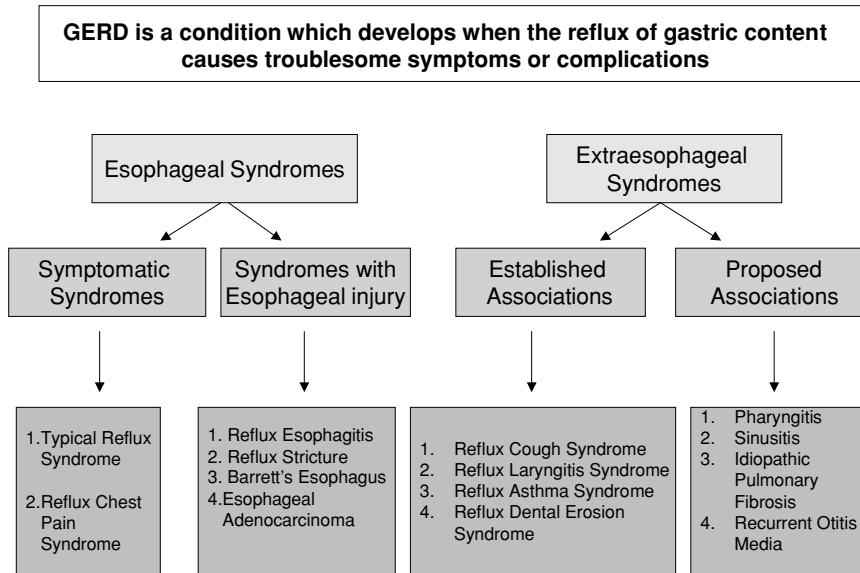 GERD is a condition which develops when the reflux of gastric content
causes troublesome symptoms or complications
Esophageal Syndromes
Extraesophageal
Syndromes
Symptomatic
Syndromes
Syndromes with
Esophageal injury
Established
Associations
Proposed
Associations
1.Typical Reflux
Syndrome
2.Reflux Chest
Pain
Syndrome
1. Reflux Esophagitis
2. Reflux Stricture
3. Barrett's Esophagus
4.Esophageal
Adenocarcinoma
1. Reflux Cough Syndrome
2. Reflux Laryngitis Syndrome
3. Reflux Asthma Syndrome
4. Reflux Dental Erosion
Syndrome
1. Pharyngitis
2. Sinusitis
3. Idiopathic
Pulmonary
Fibrosis
4. Recurrent Otitis
Media